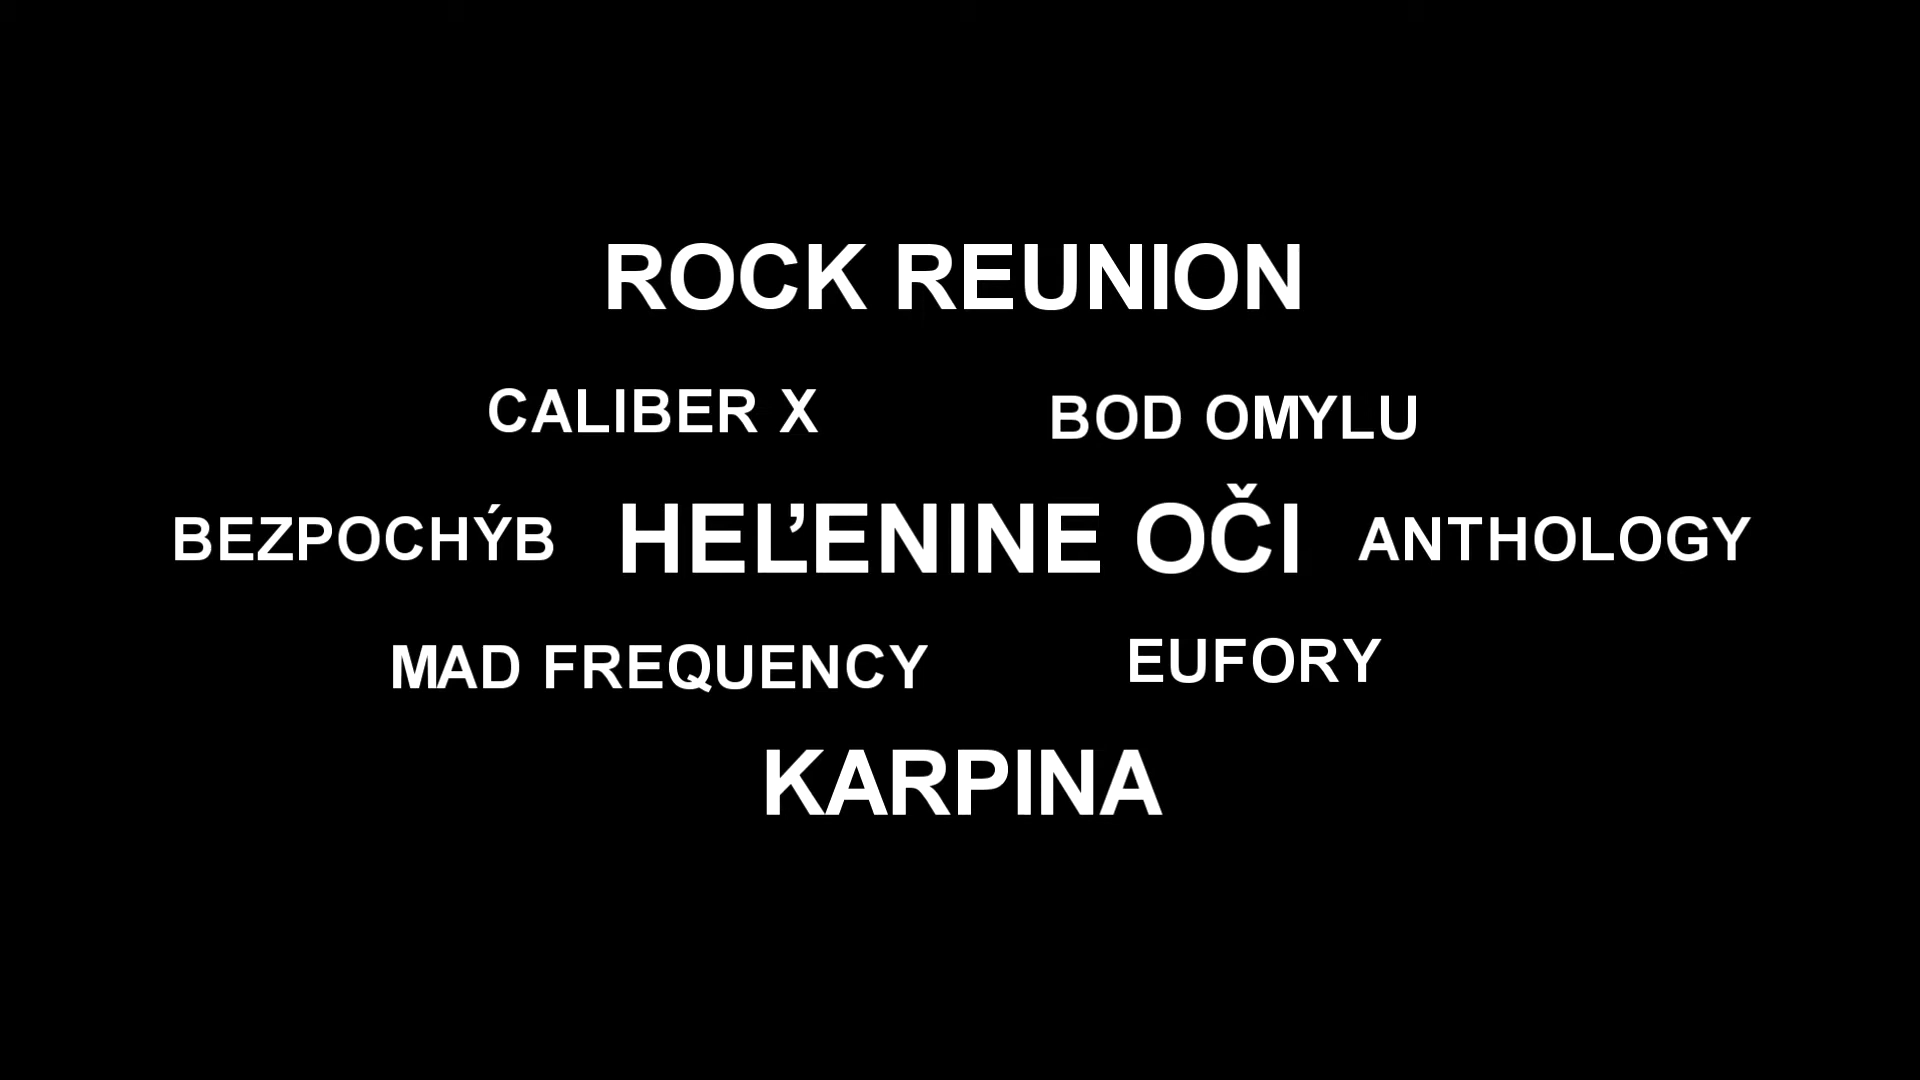 ROCK REUNION
CALIBER X BOD OMYLU
BEZPOCHÝB HEĽENINE OČI ANTHOLOGY
MAD FREQUENCY EUFORY
KARPINA